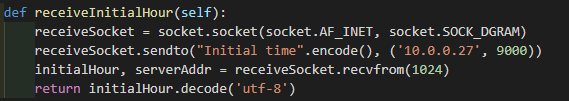 def receiveInitialHour(self):
    receiveSocket = socket.socket(socket.AF_INET, socket.SOCK_DGRAM)
    receiveSocket.sendto("Initial time".encode(), ('10.0.0.27', 9000))
    initialHour, serverAddr = receiveSocket.recvfrom(1024)
    return initialHour.decode('utf-8')